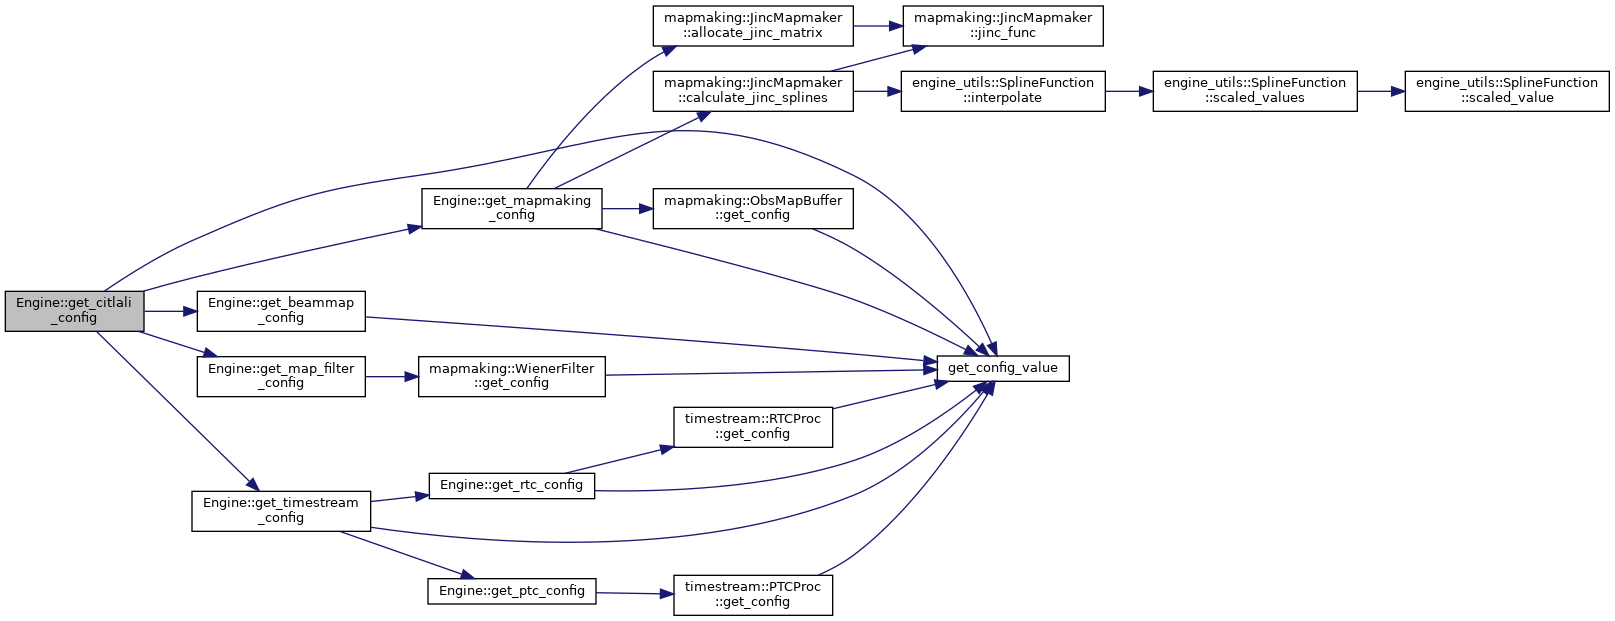 mapmaking::JincMapmaker
::allocate_jinc_matrix
mapmaking::JincMapmaker
::jinc_func
mapmaking::JincMapmaker
::calculate_jinc_splines
engine_utils::SplineFunction
::interpolate
engine_utils::SplineFunction
::scaled_values
engine_utils::SplineFunction
::scaled_value
Engine::get_mapmaking
_config
mapmaking::ObsMapBuffer
::get_config
Engine::get_citlali
_config
Engine::get_beammap
_config
Engine::get_map_filter
_config
mapmaking::WienerFilter
::get_config
get_config_value
timestream::RTCProc
::get_config
Engine::get_rtc_config
Engine::get_timestream
_config
Engine::get_ptc_config
timestream::PTCProc
::get_config